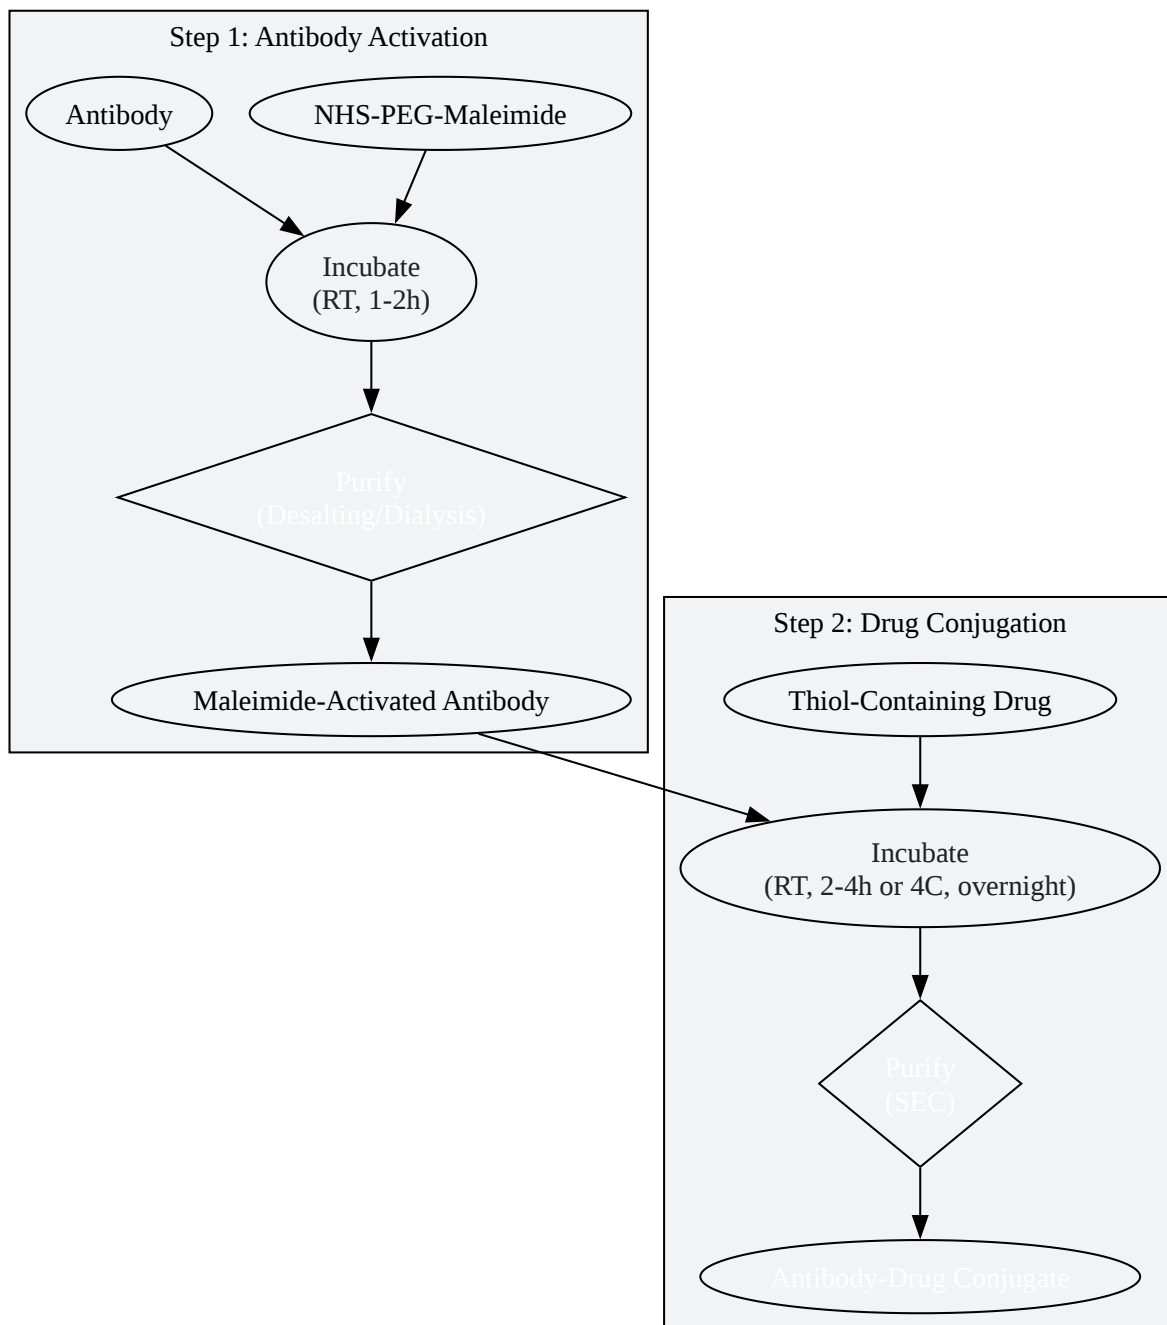 Step 1: Antibody Activation
Antibody
NHS-PEG-Maleimide
Incubate
(RT, 1-2h)
Purify
(Desalting/Dialysis)
Maleimide-Activated Antibody
Step 2: Drug Conjugation
Thiol-Containing Drug
Incubate
(RT, 2-4h or 4C, overnight)
Purify
(SEC)
Antibody-Drug Conjugate